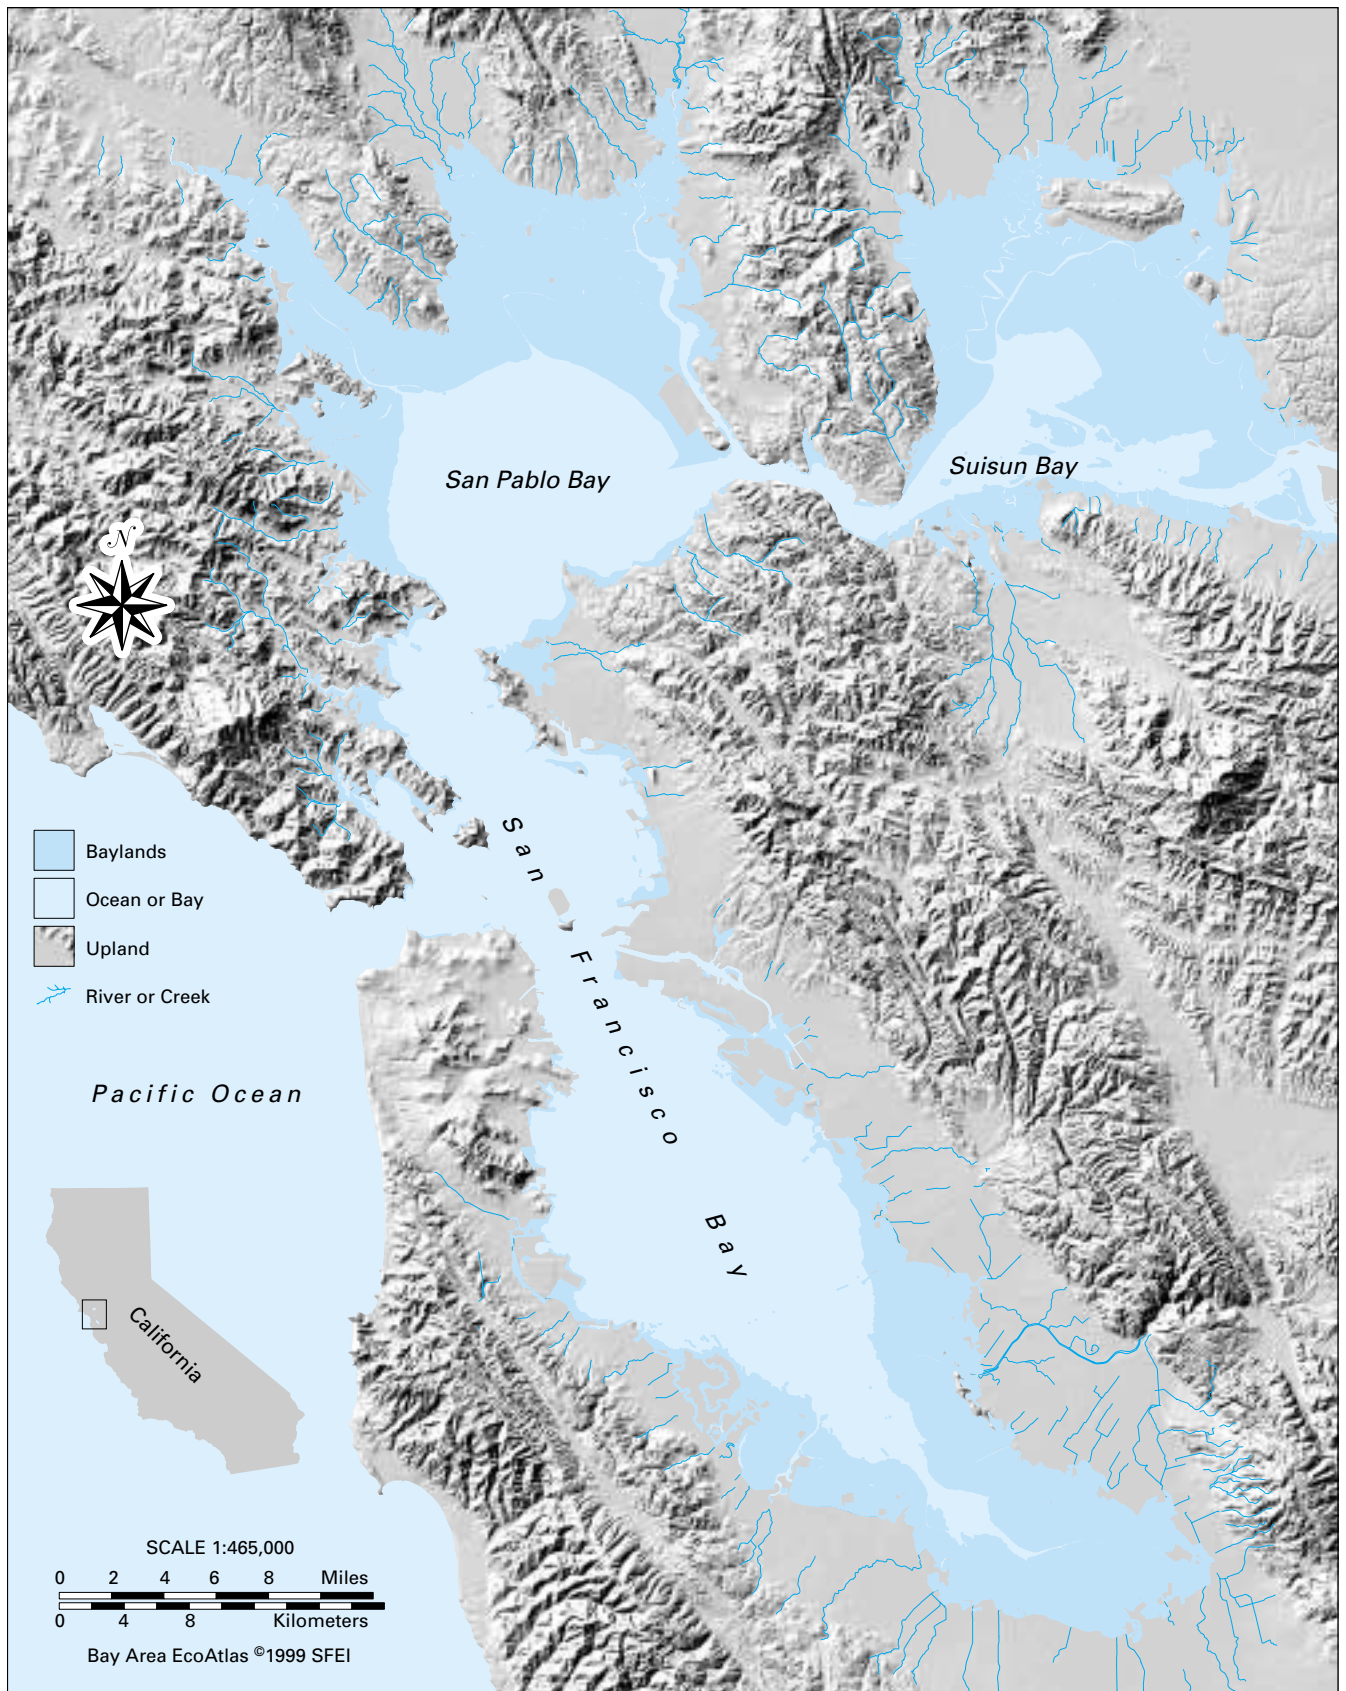 San Pablo Bay
Suisun Bay
N
San Francisco Bay
Baylands
Ocean or Bay
Upland
River or Creek
Pacific Ocean
California
SCALE 1:465,000
0 2 4 6 8 Miles
0 4 8 Kilometers
Bay Area EcoAtlas ©1999 SFEI